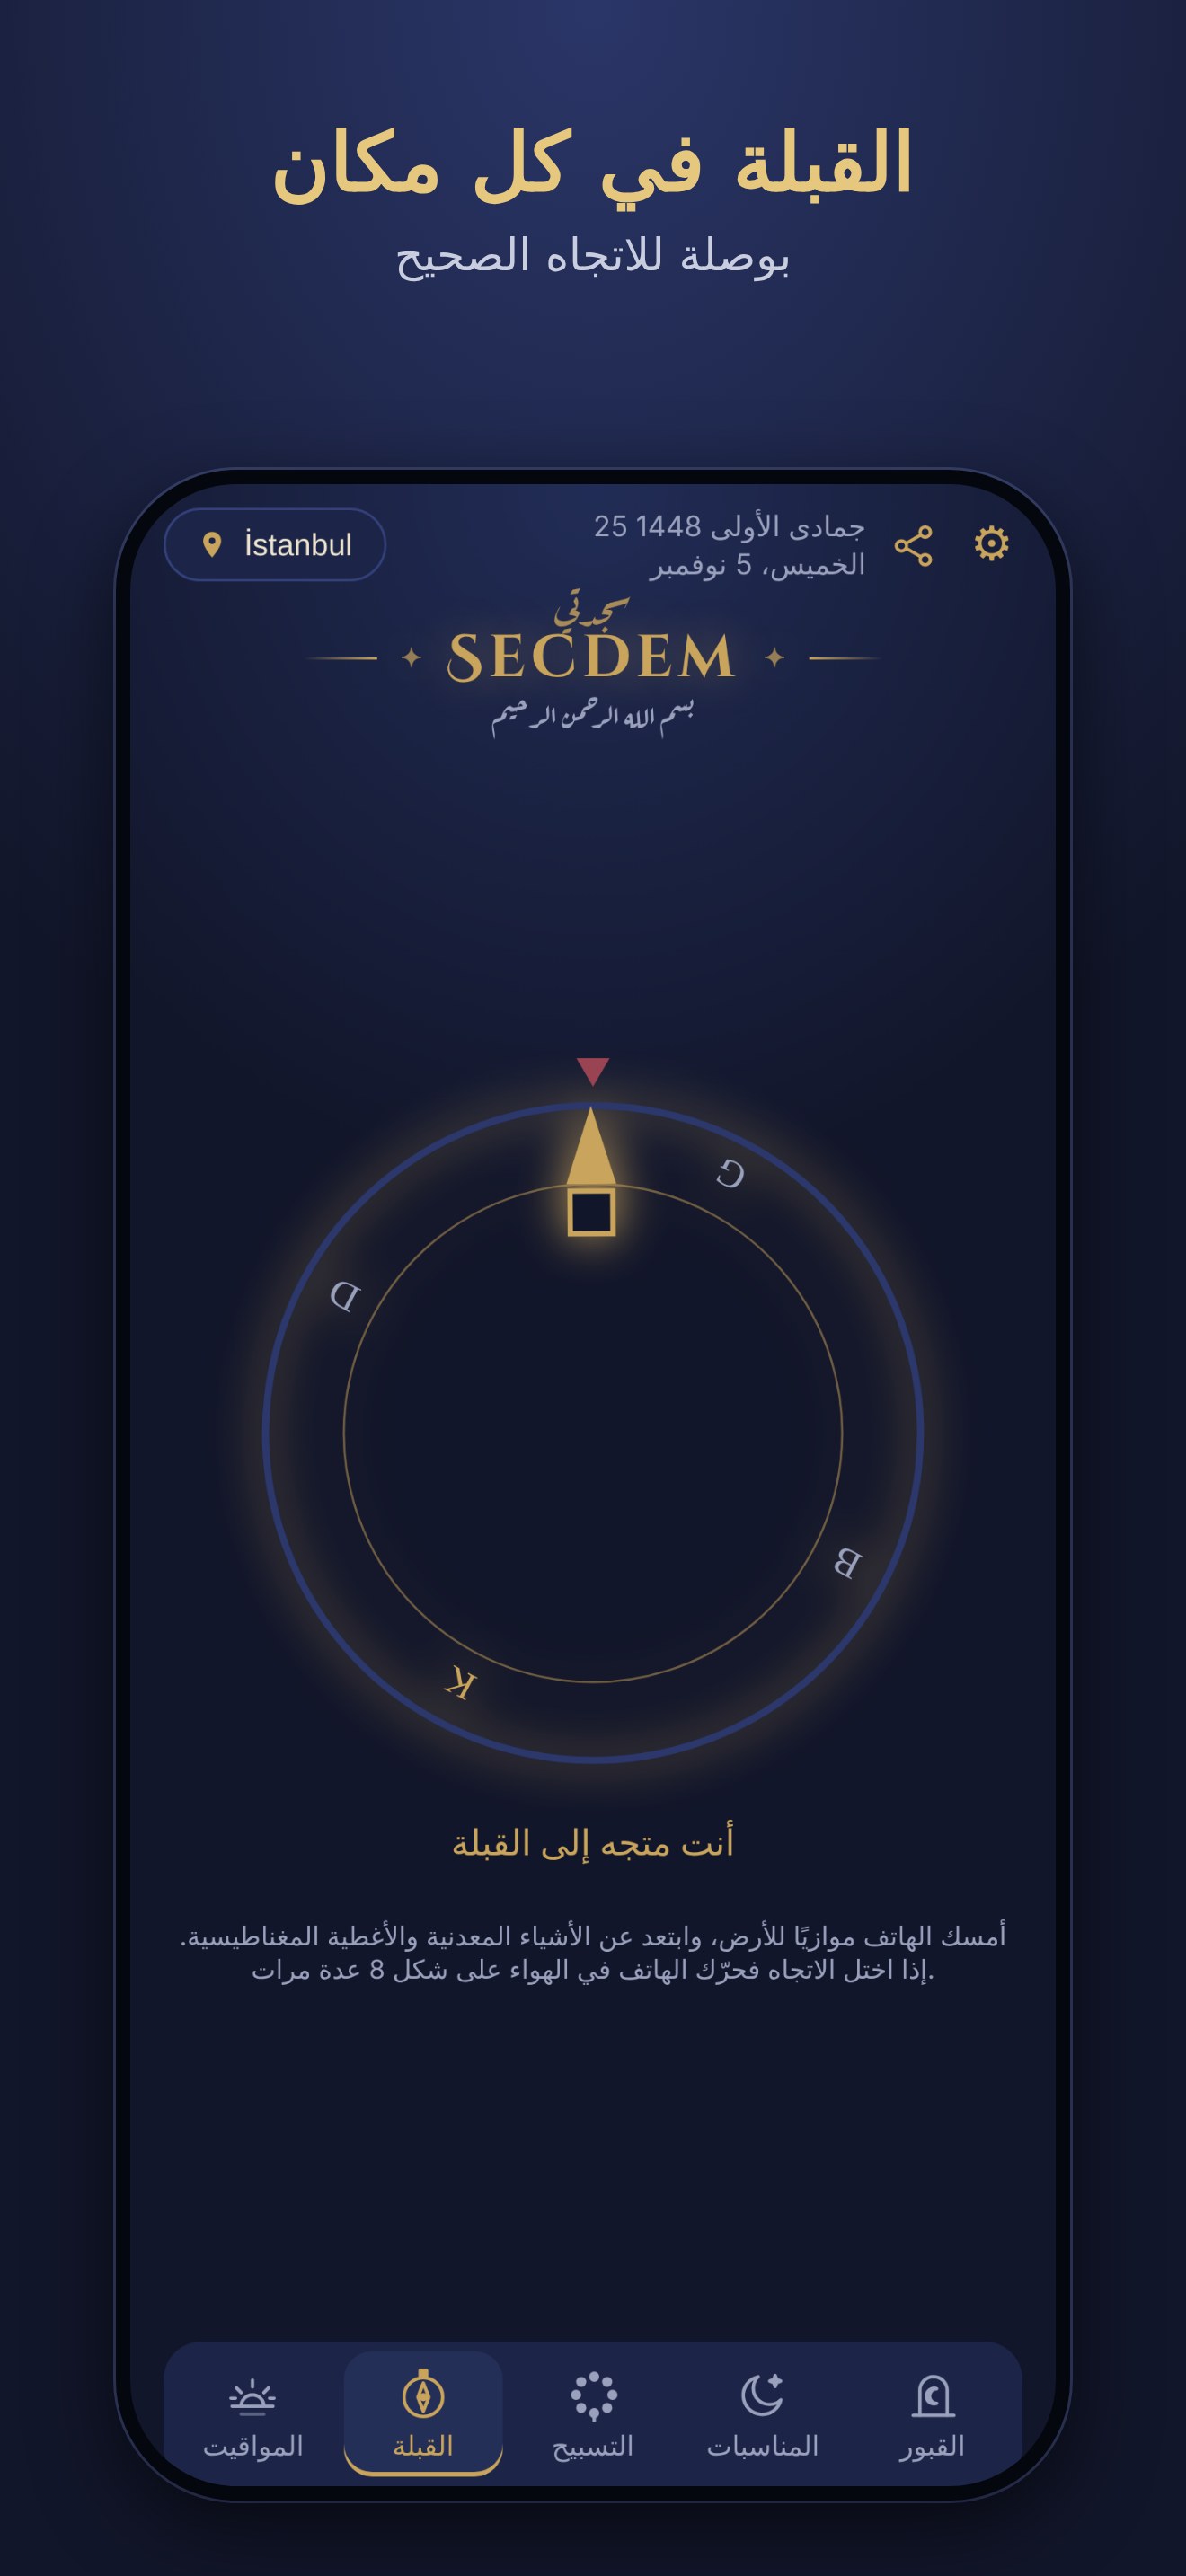 القبلة في كل مكان
بوصلة للاتجاه الصحيح
İstanbul
25 جمادى الأولى 1448
الخميس، 5 نوفمبر
سجدتي
SECDEM
بسم الله الرحمن الرحيم
G
D
B
K
أنت متجه إلى القبلة
أمسك الهاتف موازيًا للأرض، وابتعد عن الأشياء المعدنية والأغطية المغناطيسية.
إذا اختل الاتجاه فحرّك الهاتف في الهواء على شكل 8 عدة مرات.
المواقيت
القبلة
التسبيح
المناسبات
القبور